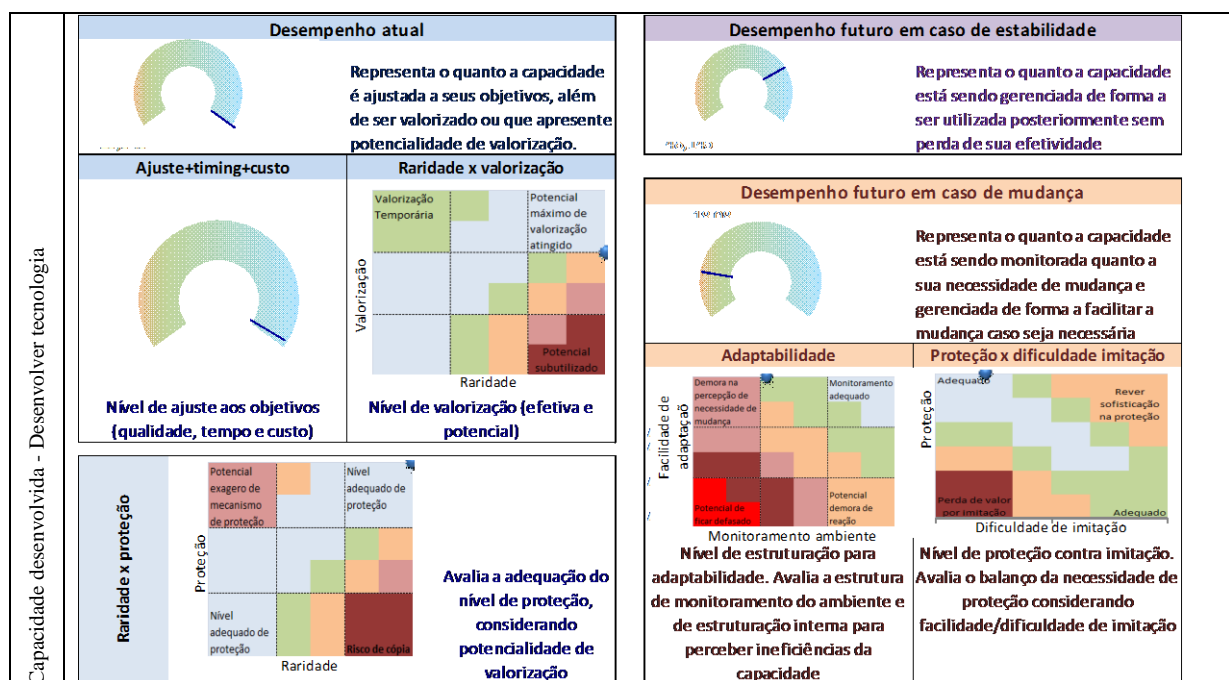 Capacidade desenvolvida - Desenvolver tecnologia
Desempenho atual
Representa o quanto a capacidade
é ajustada a seus objetivos, além
de ser valorizado ou que apresente
potencialidade de valorização.
Ajuste+timing+custo
Nível de ajuste aos objetivos
(qualidade, tempo e custo)
Raridade x valorização
Valorização
Valorização
Temporária
Potencial
máximo de
valorização
atingido
Potencial
subutilizado
Raridade
Nível de valorização (efetiva e
potencial)
Raridade x proteção
Proteção
Potencial
exagero de
mecanismo
de proteção
Nível
adequado de
proteção
Nível
adequado de
proteção
Risco de cópia
Raridade
Avalia a adequação do
nível de proteção,
considerando
potencialidade de
valorização
Desempenho futuro em caso de estabilidade
Representa o quanto a capacidade
está sendo gerenciada de forma a
ser utilizada posteriormente sem
perda de sua efetividade
Desempenho futuro em caso de mudança
Representa o quanto a capacidade
está sendo monitorada quanto a
sua necessidade de mudança e
gerenciada de forma a facilitar a
mudança caso seja necessária
Adaptabilidade
Facilidade de
adaptação
Demora na
percepção de
necessidade de
mudança
Monitoramento
adequado
Potencial de
ficar defasado
Potencial
demora de
reação
Monitoramento ambiente
Nível de estruturação para
adaptabilidade. Avalia a estrutura
de monitoramento do ambiente e
de estruturação interna para
perceber ineficiências da
capacidade
Proteção x dificuldade imitação
Proteção
Adequado
Rever
sofisticação
na proteção
Perda de valor
por imitação
Adequado
Dificuldade de imitação
Nível de proteção contra imitação.
Avalia o balanço da necessidade de
proteção considerando
facilidade/dificuldade de imitação